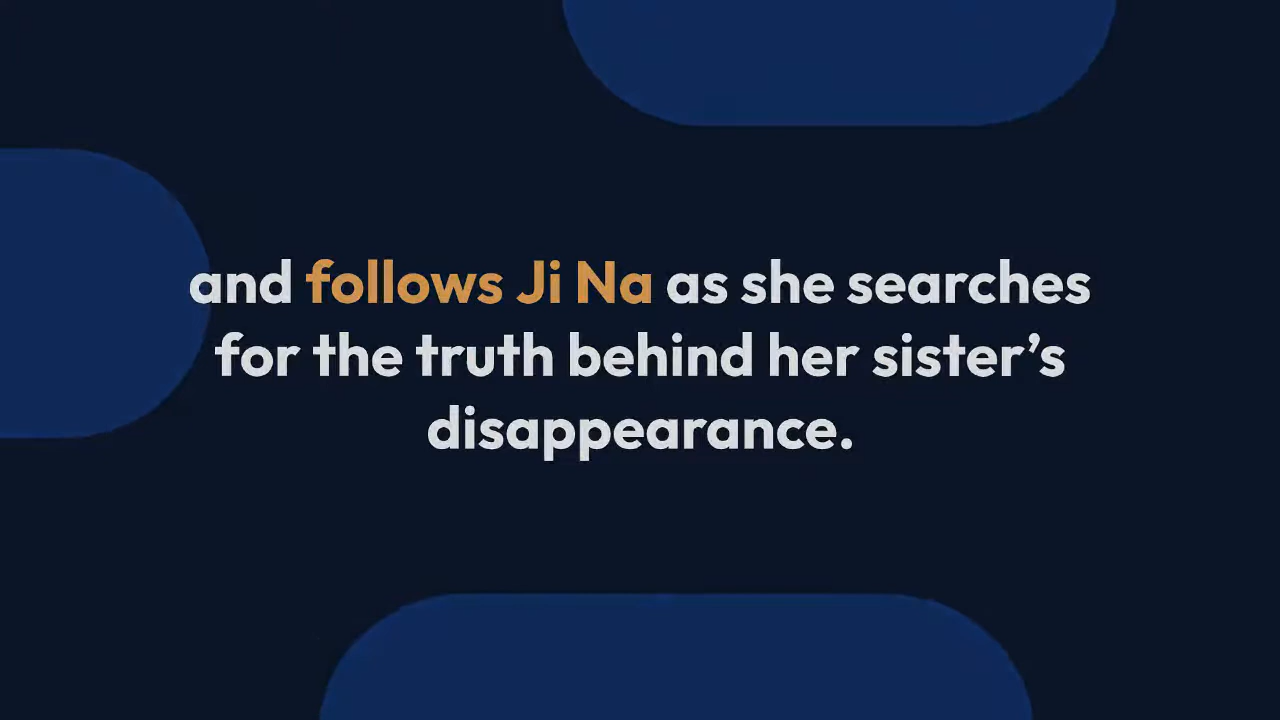 and follows Ji Na as she searches
for the truth behind her sister’s
disappearance.